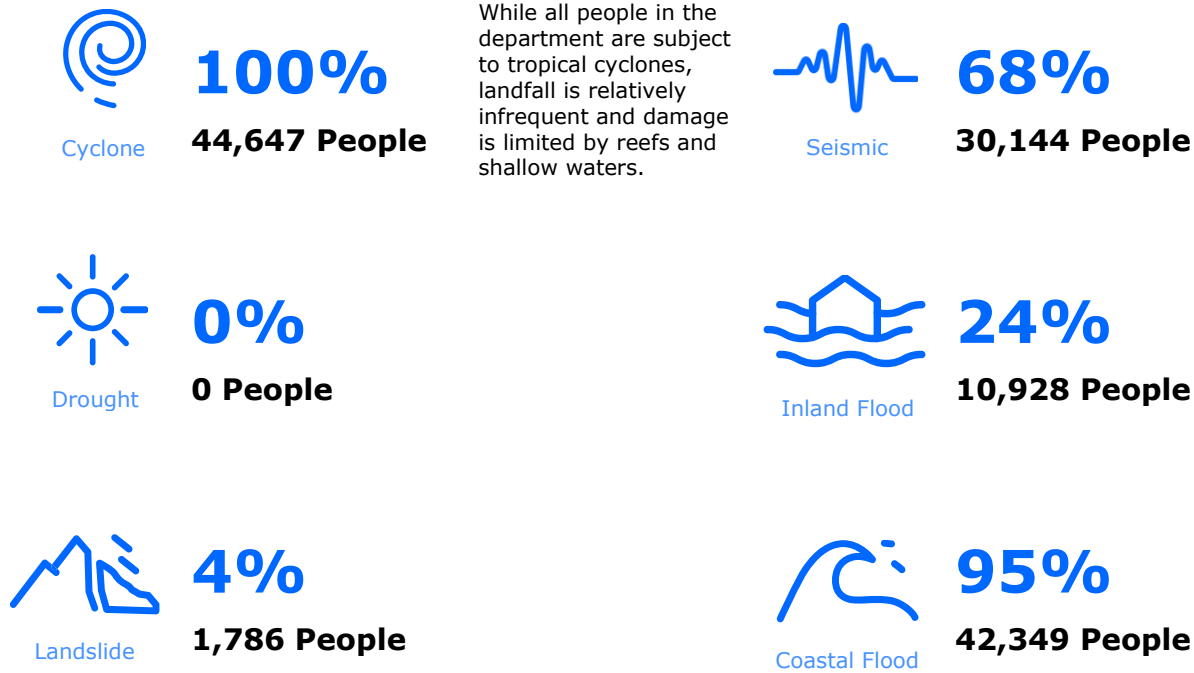 100%
44,647 People
Cyclone
While all people in the
department are subject
to tropical cyclones,
landfall is relatively
infrequent and damage
is limited by reefs and
shallow waters.
68%
30,144 People
Seismic
0%
0 People
Drought
24%
10,928 People
Inland Flood
4%
1,786 People
Landslide
95%
42,349 People
Coastal Flood